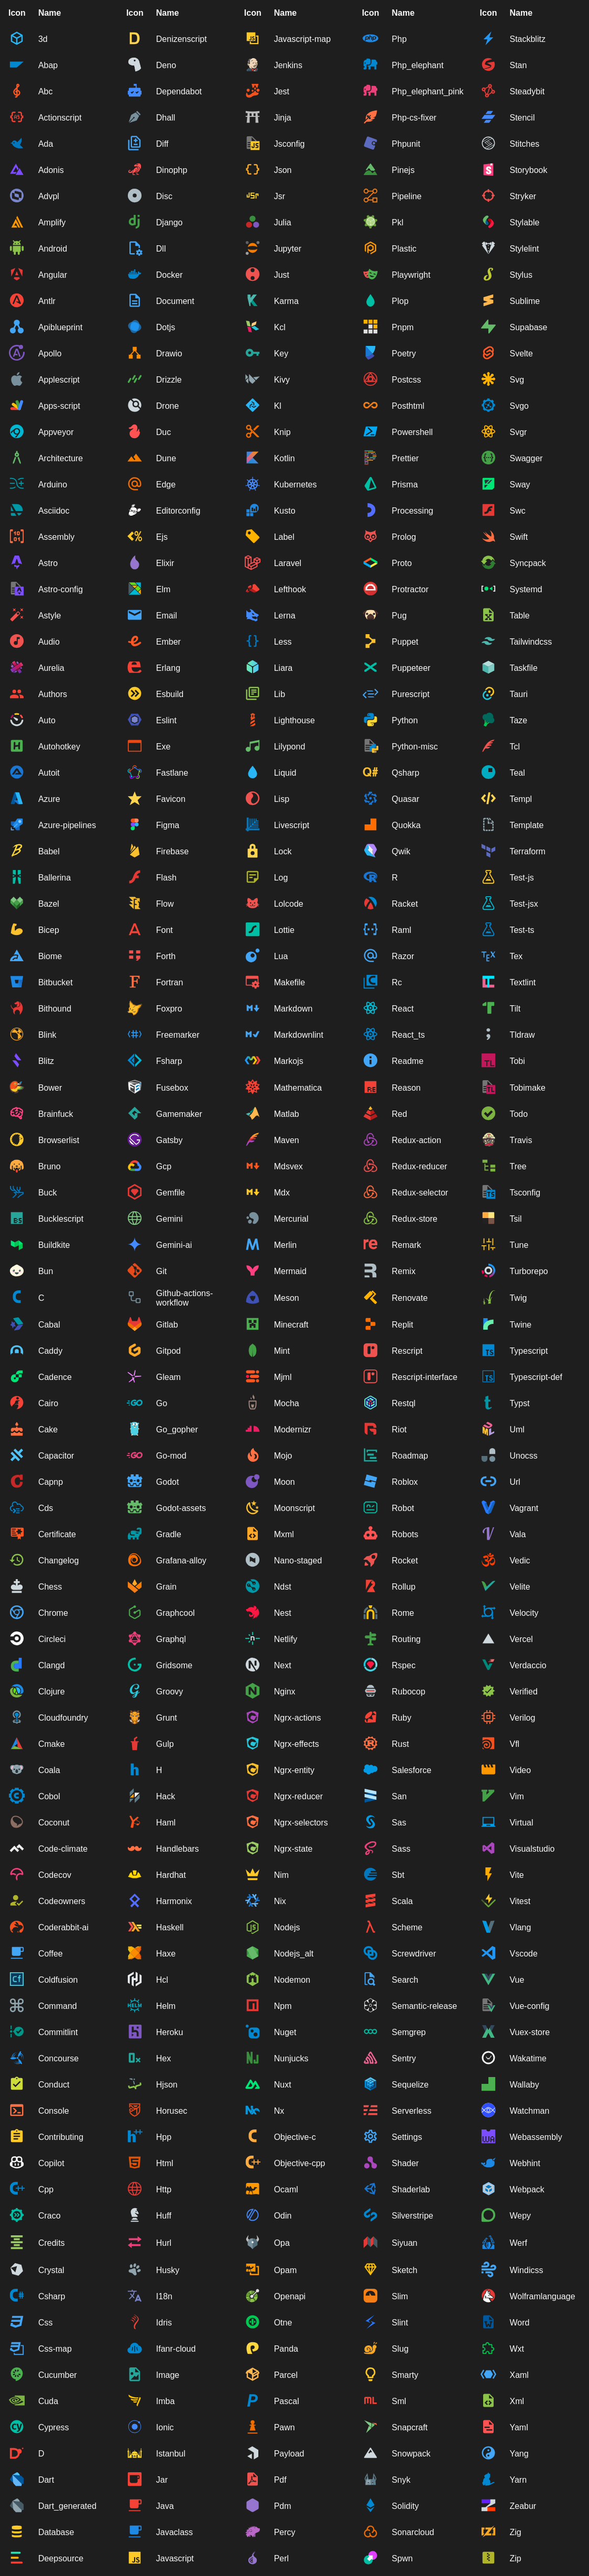 Icon Name Icon Name Icon Name Icon Name Icon Name
3d Denizenscript Javascript-map Php Stackblitz
Abap Deno Jenkins Php_elephant Stan
Abc Dependabot Jest Php_elephant_pink Steadybit
Actionscript Dhall Jinja Php-cs-fixer Stencil
Ada Diff Jsconfig Phpunit Stitches
Adonis Dinophp Json Pinejs Storybook
Advpl Disc Jsr Pipeline Stryker
Amplify Django Julia Pkl Stylable
Android Dll Jupyter Plastic Stylelint
Angular Docker Just Playwright Stylus
Antlr Document Karma Plop Sublime
Apiblueprint Dotjs Kcl Pnpm Supabase
Apollo Drawio Key Poetry Svelte
Applescript Drizzle Kivy Postcss Svg
Apps-script Drone Kl Posthtml Svgo
Appveyor Duc Knip Powershell Svgr
Architecture Dune Kotlin Prettier Swagger
Arduino Edge Kubernetes Prisma Sway
Asciidoc Editorconfig Kusto Processing Swc
Assembly Ejs Label Prolog Swift
Astro Elixir Laravel Proto Syncpack
Astro-config Elm Lefthook Protractor Systemd
Astyle Email Lerna Pug Table
Audio Ember Less Puppet Tailwindcss
Aurelia Erlang Liara Puppeteer Taskfile
Authors Esbuild Lib Purescript Tauri
Auto Eslint Lighthouse Python Taze
Autohotkey Exe Lilypond Python-misc Tcl
Autoit Fastlane Liquid Qsharp Teal
Azure Favicon Lisp Quasar Templ
Azure-pipelines Figma Livescript Quokka Template
Babel Firebase Lock Qwik Terraform
Ballerina Flash Log R Test-js
Bazel Flow Lolcode Racket Test-jsx
Bicep Font Lottie Raml Test-ts
Biome Forth Lua Razor Tex
Bitbucket Fortran Makefile Rc Textlint
Bithound Foxpro Markdown React Tilt
Blink Freemarker Markdownlint React_ts Tldraw
Blitz Fsharp Markojs Readme Tobi
Bower Fusebox Mathematica Reason Tobimake
Brainfuck Gamemaker Matlab Red Todo
Browserlist Gatsby Maven Redux-action Travis
Bruno Gcp Mdsvex Redux-reducer Tree
Buck Gemfile Mdx Redux-selector Tsconfig
Bucklescript Gemini Mercurial Redux-store Tsil
Buildkite Gemini-ai Merlin Remark Tune
Bun Git Mermaid Remix Turborepo
C Github-actions-workflow Meson Renovate Twig
Cabal Gitlab Minecraft Replit Twine
Caddy Gitpod Mint Rescript Typescript
Cadence Gleam Mjml Rescript-interface Typescript-def
Cairo Go Mocha Restql Typst
Cake Go_gopher Modernizr Riot Uml
Capacitor Go-mod Mojo Roadmap Unocss
Capnp Godot Moon Roblox Url
Cds Godot-assets Moonscript Robot Vagrant
Certificate Gradle Mxml Robots Vala
Changelog Grafana-alloy Nano-staged Rocket Vedic
Chess Grain Ndst Rollup Velite
Chrome Graphcool Nest Rome Velocity
Circleci Graphql Netlify Routing Vercel
Clangd Gridsome Next Rspec Verdaccio
Clojure Groovy Nginx Rubocop Verified
Cloudfoundry Grunt Ngrx-actions Ruby Verilog
Cmake Gulp Ngrx-effects Rust Vfl
Coala H Ngrx-entity Salesforce Video
Cobol Hack Ngrx-reducer San Vim
Coconut Haml Ngrx-selectors Sas Virtual
Code-climate Handlebars Ngrx-state Sass Visualstudio
Codecov Hardhat Nim Sbt Vite
Codeowners Harmonix Nix Scala Vitest
Coderabbit-ai Haskell Nodejs Scheme Vlang
Coffee Haxe Nodejs_alt Screwdriver Vscode
Coldfusion Hcl Nodemon Search Vue
Command Helm Npm Semantic-release Vue-config
Commitlint Heroku Nuget Semgrep Vuex-store
Concourse Hex Nunjucks Sentry Wakatime
Conduct Hjson Nuxt Sequelize Wallaby
Console Horusec Nx Serverless Watchman
Contributing Hpp Objective-c Settings Webassembly
Copilot Html Objective-cpp Shader Webhint
Cpp Http Ocaml Shaderlab Webpack
Craco Huff Odin Silverstripe Wepy
Credits Hurl Opa Siyuan Werf
Crystal Husky Opam Sketch Windicss
Csharp I18n Openapi Slim Wolframlanguage
Css Idris Otne Slint Word
Css-map Ifanr-cloud Panda Slug Wxt
Cucumber Image Parcel Smarty Xaml
Cuda Imba Pascal Sml Xml
Cypress Ionic Pawn Snapcraft Yaml
D Istanbul Payload Snowpack Yang
Dart Jar Pdf Snyk Yarn
Dart_generated Java Pdm Solidity Zeabur
Database Javaclass Percy Sonarcloud Zig
Deepsource Javascript Perl Spwn Zip